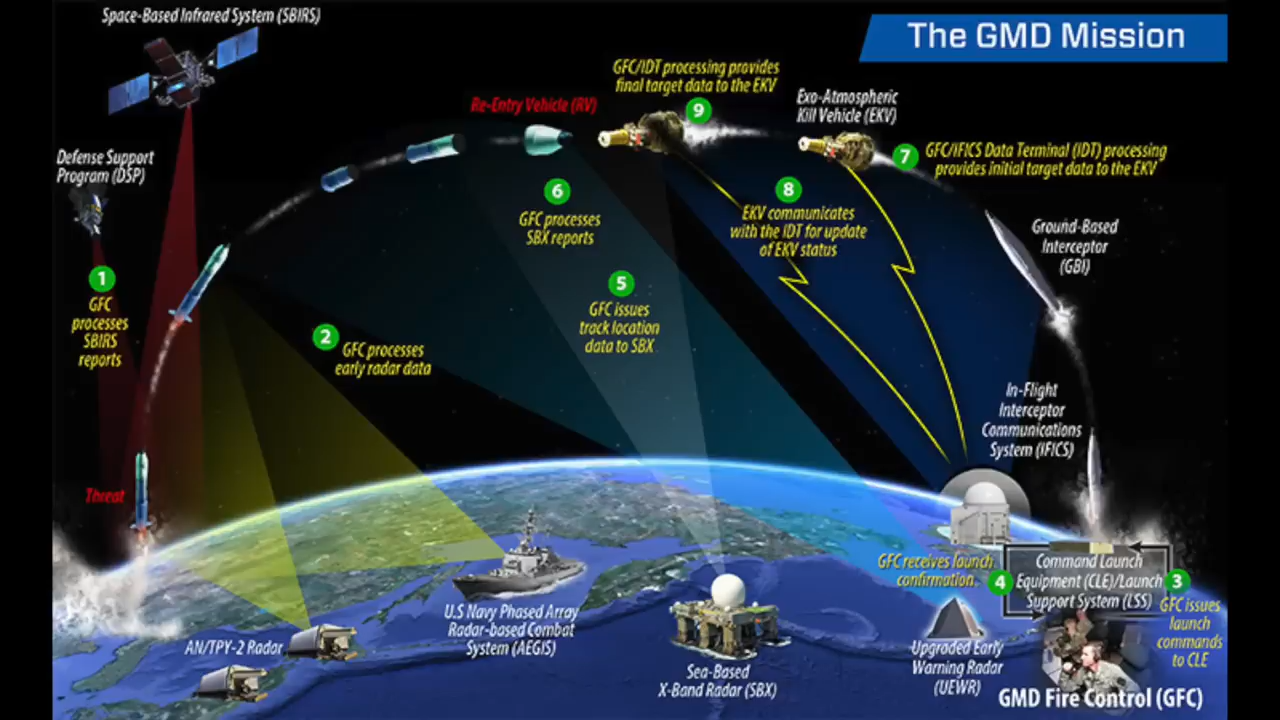 Space-Based Infrared System (SBIRS)
The GMD Mission
GFC/IDT processing provides
final target data to the EKV
Re-Entry Vehicle (RV)
9
Exo-Atmospheric
Kill Vehicle (EKV)
Defense Support
Program (DSP)
7
GFC/IFICS Data Terminal (IDT) processing
provides initial target data to the EKV
6
GFC processes
SBX reports
8
EKV communicates
with the IDT for update
of EKV status
Ground-Based
Interceptor
(GBI)
1
GFC
processes
SBIRS
reports
5
GFC issues
track location
data to SBX
2
GFC processes
early radar data
In-Flight
Interceptor
Communications
System (IFICS)
Threat
GFC receives launch
confirmation.
4
Command Launch
Equipment (CLE)/Launch
Support System (LSS)
3
GFC issues
launch
commands
to CLE
AN/TPY-2 Radar
U.S Navy Phased Array
Radar-based Combat
System (AEGIS)
Sea-Based
X-Band Radar (SBX)
Upgraded Early
Warning Radar
(UEWR)
GMD Fire Control (GFC)